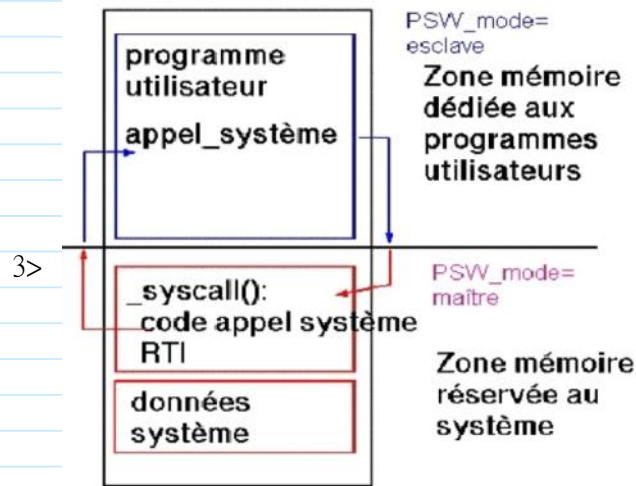 PSW_mode=
esclave
programme
utilisateur
appel_système
Zone mémoire
dédiée aux
programmes
utilisateurs
3>
PSW_mode=
maître
_syscall():
code appel système
RTI
données
système
Zone mémoire
réservée au
système